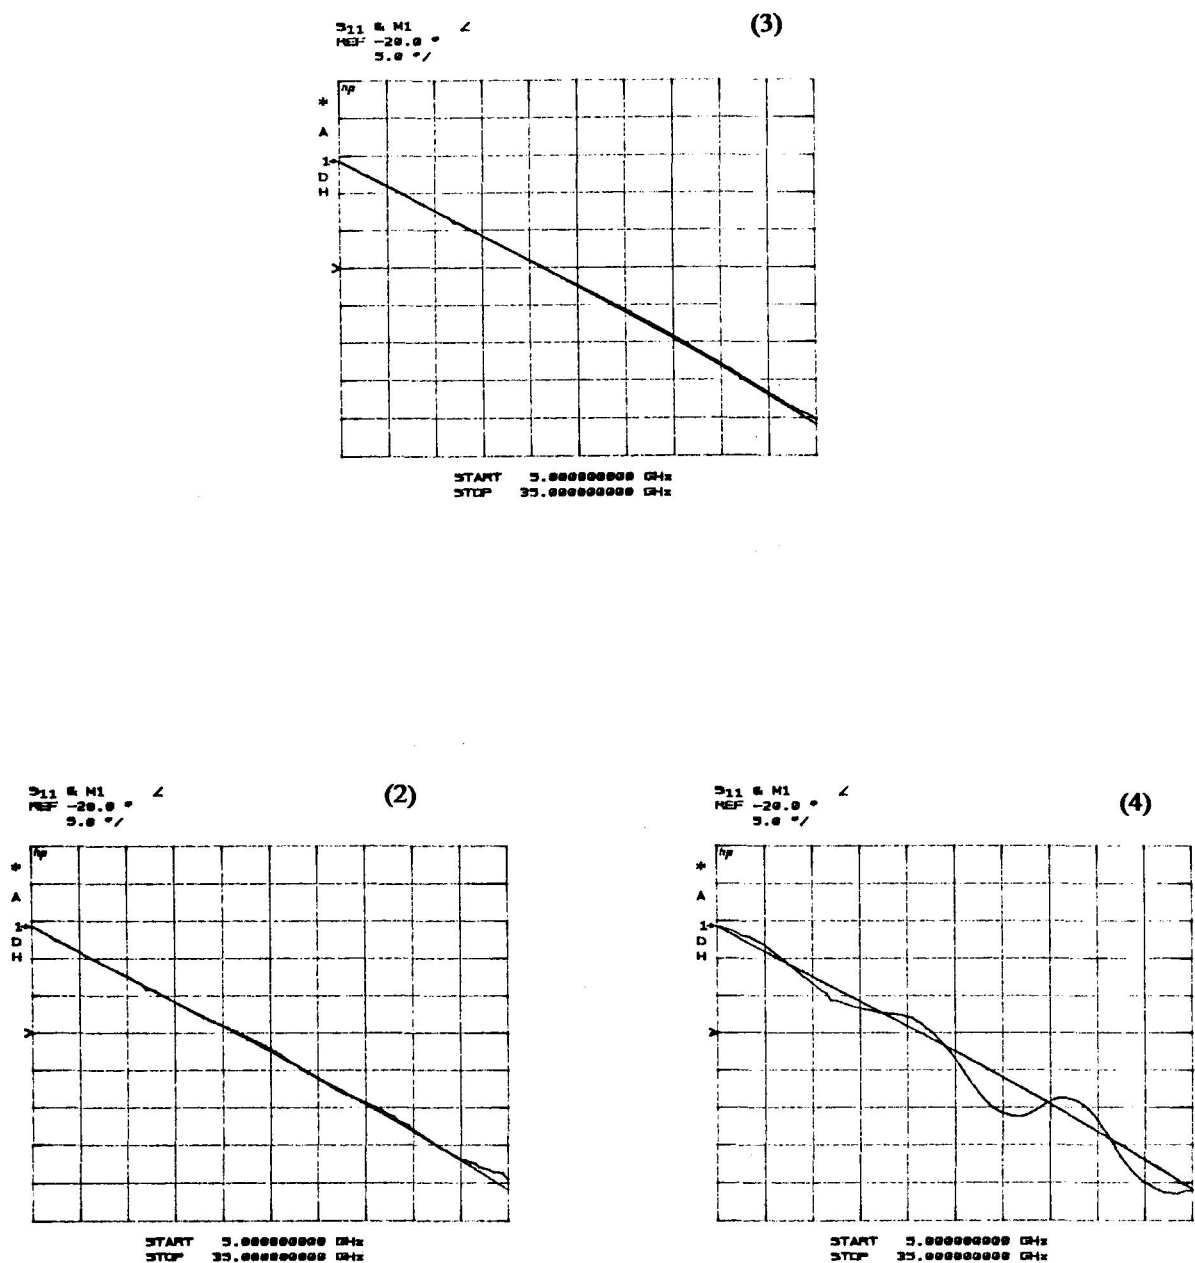 (3)
S11 & M1 ∠
REF -20.0 °
5.0 °/
hp
*
A
1
D
H
START 5.000000000 GHz
STOP 35.000000000 GHz
(2)
S11 & M1 ∠
REF -20.0 °
5.0 °/
hp
*
A
1
D
H
START 5.000000000 GHz
STOP 35.000000000 GHz
(4)
S11 & M1 ∠
REF -20.0 °
5.0 °/
hp
*
A
1
D
H
START 5.000000000 GHz
STOP 35.000000000 GHz